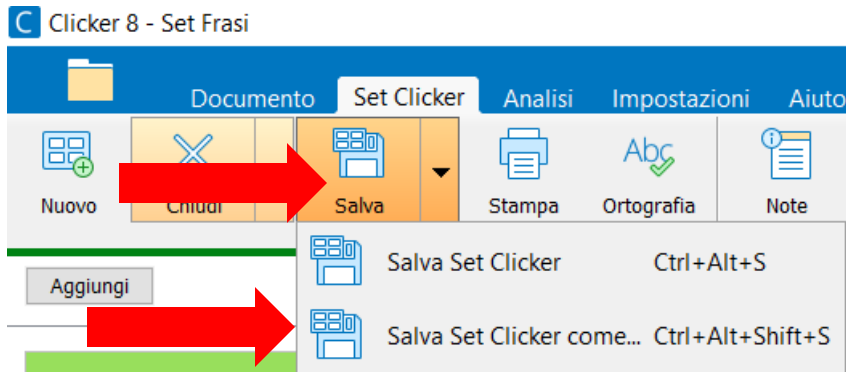 C Clicker 8 - Set Frasi
Documento Set Clicker Analisi Impostazioni Aiuto
Nuovo Chiudi Salva Stampa Abc Ortografia Note
Salva Set Clicker Ctrl+Alt+S
Aggiungi
Salva Set Clicker come... Ctrl+Alt+Shift+S